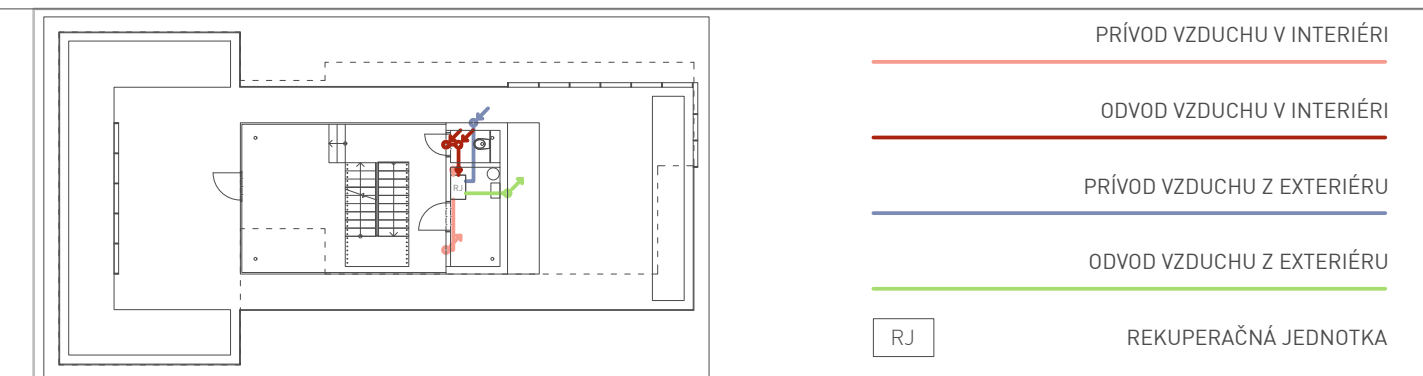 PRÍVOD VZDUCHU V INTERIÉRI
ODVOD VZDUCHU V INTERIÉRI
PRÍVOD VZDUCHU Z EXTERIÉRU
ODVOD VZDUCHU Z EXTERIÉRU
RJ REKUPERAČNÁ JEDNOTKA
RJ